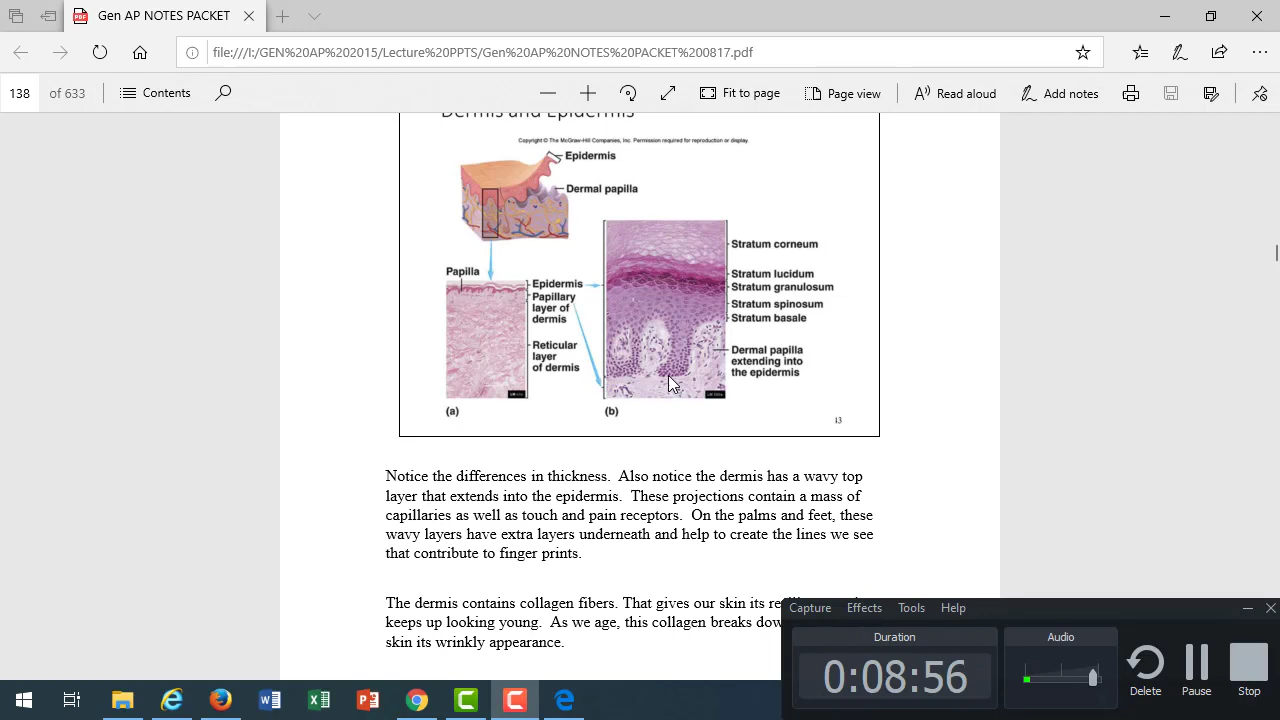 Gen AP NOTES PACKET
file:///I:/GEN%20AP%202015/Lecture%20PPTS/Gen%20AP%20NOTES%20PACKET%200817.pdf
138 of 633 Contents Fit to page Page view Read aloud Add notes
Dermis and Epidermis
Copyright © The McGraw-Hill Companies, Inc. Permission required for reproduction or display.
Epidermis
Dermal papilla
Stratum corneum
Papilla
Stratum lucidum
Epidermis
Stratum granulosum
Papillary
layer of
dermis
Stratum spinosum
Stratum basale
Reticular
layer
of dermis
Dermal papilla
extending into
the epidermis
(a)
(b)
13
Notice the differences in thickness. Also notice the dermis has a wavy top
layer that extends into the epidermis. These projections contain a mass of
capillaries as well as touch and pain receptors. On the palms and feet, these
wavy layers have extra layers underneath and help to create the lines we see
that contribute to finger prints.
The dermis contains collagen fibers. That gives our skin its
keeps up looking young. As we age, this collagen breaks
skin its wrinkly appearance.
Capture Effects Tools Help
Duration
Audio
0:08:56
Delete
Pause
Stop